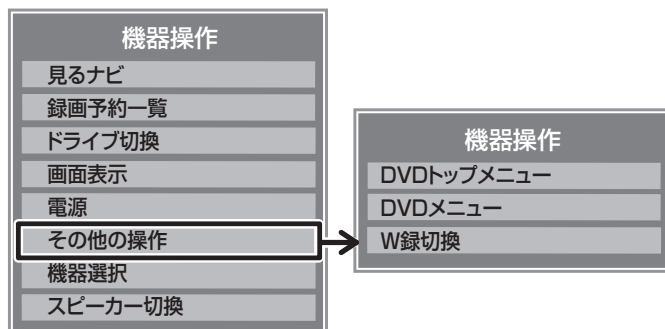 機器操作
見るナビ
録画予約一覧
ドライブ切換
画面表示
電源
その他の操作
機器選択
スピーカー切換
機器操作
DVDトップメニュー
DVDメニュー
W録切換